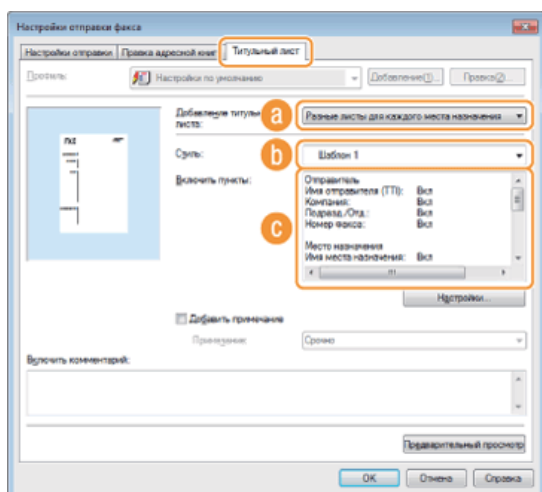 Настройки отправки факса
Настройки отправки Правка адресной книг Титульный лист
Профиль: Настройки по умолчанию Добавление(1)... Правка(2)...
Добавление титуль
листа:
a
Разные листы для каждого места назначения
Стиль:
b
Шаблон 1
Включить пункты:
c
Отправитель
Имя отправителя (TTI): Вкл
Компания: Вкл
Подразд./Отд.: Вкл
Номер факса: Вкл
Место назначения
Имя места назначения: Вкл
Настройки...
Добавить примечание
Примечание: Срочно
Включить комментарий:
Предварительный просмотр
OK Отмена Справка